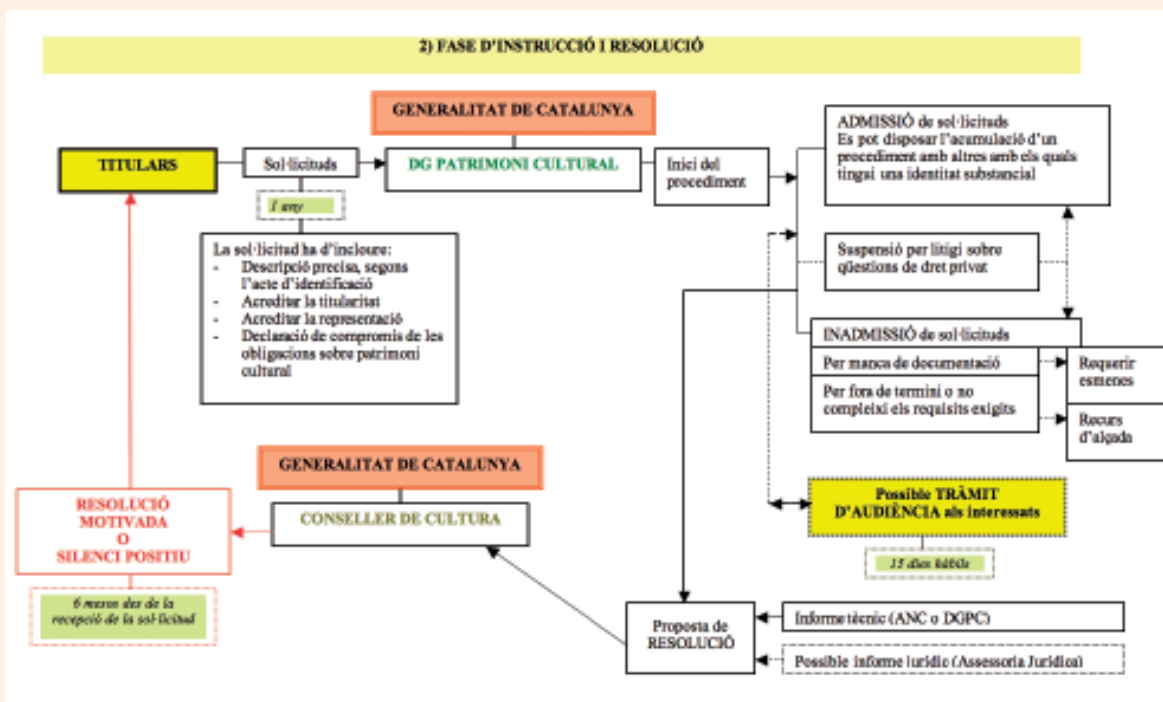 2) FASE D'INSTRUCCIÓ I RESOLUCIÓ
GENERALITAT DE CATALUNYA
TITULARS
Sol·licituds
DG PATRIMONI CULTURAL
Inici del
procediment
ADMISSIÓ de sol·licituds
Es pot disposar l'acumulació d'un
procediment amb altres amb els quals
tingui una identitat substancial
1 any
La sol·licitud ha d'incloure:
- Descripció precisa, segons
l'acte d'identificació
- Acreditar la titularitat
- Acreditar la representació
- Declaració de compromis de les
obligacions sobre patrimoni
cultural
Suspensió per litigi sobre
qüestions de dret privat
INADMISSIÓ de sol·licituds
Per manca de documentació
Requerir
esmenes
Per fora de termini o no
compleixi els requisits exigits
Recurs
d'alçada
GENERALITAT DE CATALUNYA
CONSELLER DE CULTURA
RESOLUCIÓ
MOTIVADA
O
SILENCI POSITIU
6 mesos des de la
recepció de la sol·licitud
Possible TRÀMIT
D'AUDIÈNCIA als interessats
15 dies hàbils
Proposta de
RESOLUCIÓ
Informe tècnic (ANC o DGPC)
Possible informe jurídic (Assessoria Jurídica)